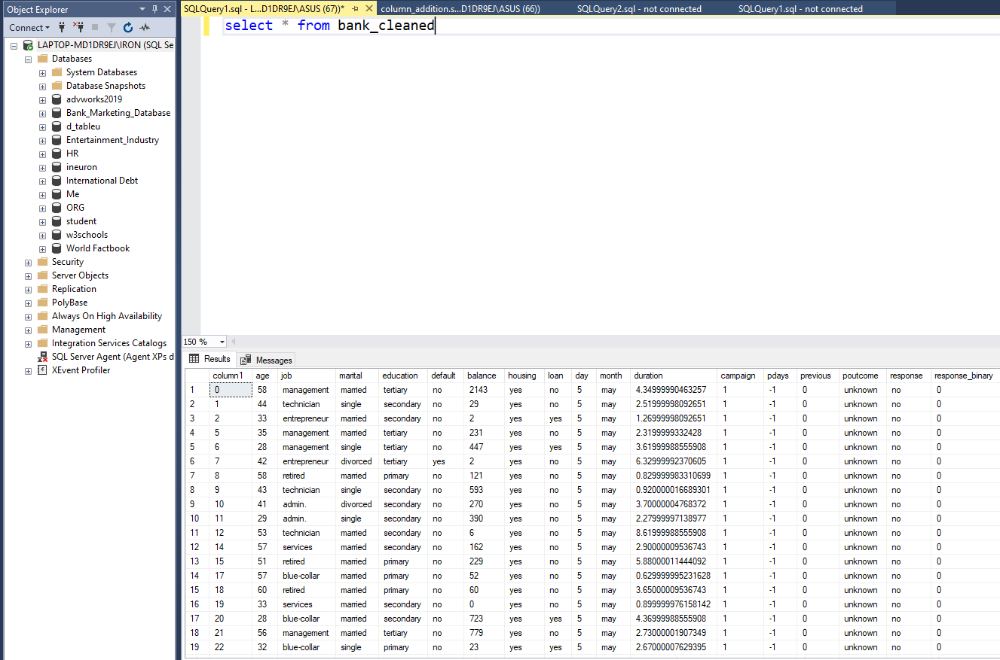 Object Explorer
Connect
LAPTOP-MD1DR9EJ\IRON (SQL Se
Databases
System Databases
Database Snapshots
advworks2019
Bank_Marketing_Database
d_tableu
Entertainment_Industry
HR
ineuron
International Debt
Me
ORG
student
w3schools
World Factbook
Security
Server Objects
Replication
PolyBase
Always On High Availability
Management
Integration Services Catalogs
SQL Server Agent (Agent XPs d
XEvent Profiler
SQLQuery1.sql - L...D1DR9EJ\ASUS (67))* column_addition.s...D1DR9EJ\ASUS (66)) SQLQuery2.sql - not connected SQLQuery1.sql - not connected
select * from bank_cleaned
150 %
Results Messages
column1 age job marital education default balance housing loan day month duration campaign pdays previous poutcome response response_binary
1 0 58 management married tertiary no 2143 yes no 5 may 4.34999990463257 1 -1 0 unknown no 0
2 1 44 technician single secondary no 29 yes no 5 may 2.51999998092651 1 -1 0 unknown no 0
3 2 33 entrepreneur married secondary no 2 yes yes 5 may 1.26999998092651 1 -1 0 unknown no 0
4 5 35 management married tertiary no 231 yes no 5 may 2.3199999332428 1 -1 0 unknown no 0
5 6 28 management single tertiary no 447 yes yes 5 may 3.61999988555908 1 -1 0 unknown no 0
6 7 42 entrepreneur divorced tertiary yes 2 yes no 5 may 6.32999992370605 1 -1 0 unknown no 0
7 8 58 retired married primary no 121 yes no 5 may 0.829999983310699 1 -1 0 unknown no 0
8 9 43 technician single secondary no 593 yes no 5 may 0.920000016689301 1 -1 0 unknown no 0
9 10 41 admin. divorced secondary no 270 yes no 5 may 3.70000004768372 1 -1 0 unknown no 0
10 11 29 admin. single secondary no 390 yes no 5 may 2.27999997138977 1 -1 0 unknown no 0
11 12 53 technician married secondary no 6 yes no 5 may 8.61999988555908 1 -1 0 unknown no 0
12 14 57 services married secondary no 162 yes no 5 may 2.90000009536743 1 -1 0 unknown no 0
13 15 51 retired married primary no 229 yes no 5 may 5.88000011444092 1 -1 0 unknown no 0
14 17 57 blue-collar married primary no 52 yes no 5 may 0.629999995231628 1 -1 0 unknown no 0
15 18 60 retired married primary no 60 yes no 5 may 3.65000009536743 1 -1 0 unknown no 0
16 19 33 services married secondary no 0 yes no 5 may 0.899999976158142 1 -1 0 unknown no 0
17 20 28 blue-collar married secondary no 723 yes yes 5 may 4.36999988555908 1 -1 0 unknown no 0
18 21 56 management married tertiary no 779 yes no 5 may 2.73000001907349 1 -1 0 unknown no 0
19 22 32 blue-collar single primary no 23 yes yes 5 may 2.67000007629395 1 -1 0 unknown no 0